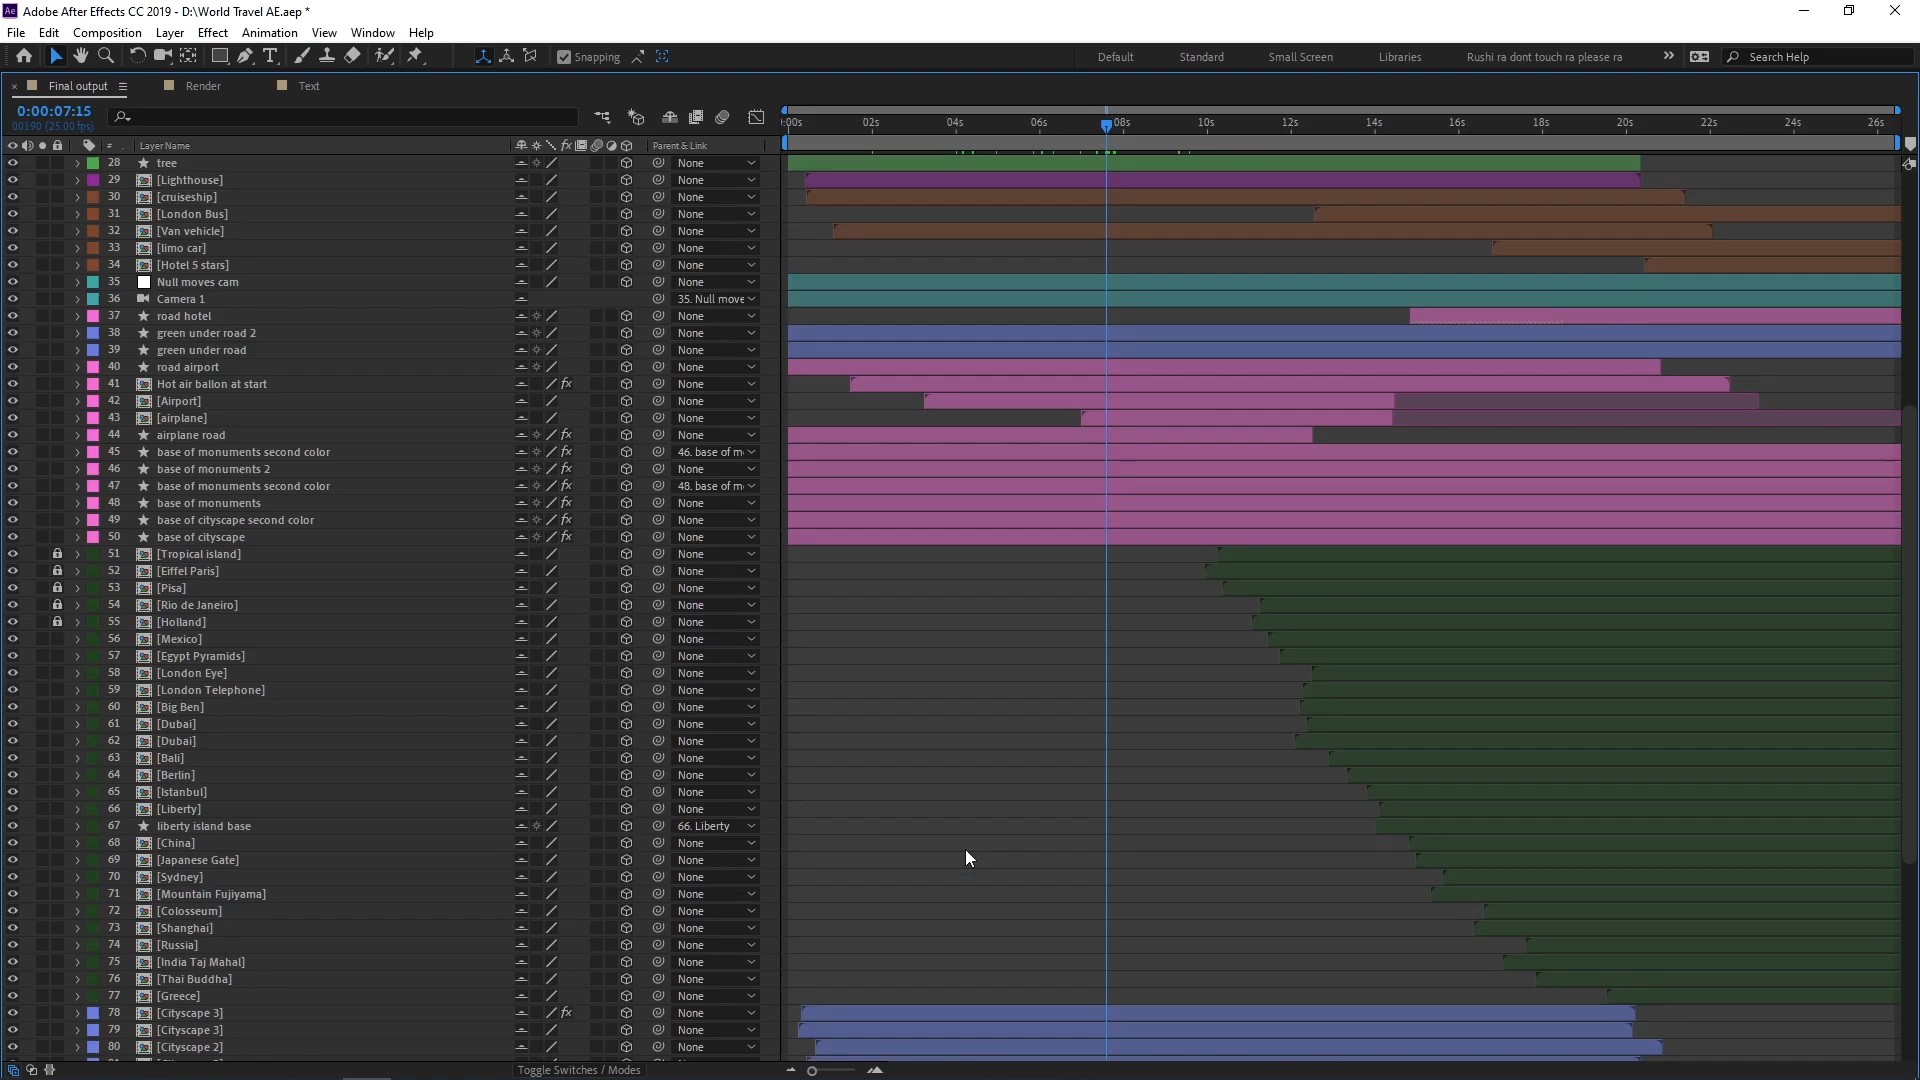 Adobe After Effects CC 2019 - D:\World Travel AE.aep *
File Edit Composition Layer Effect Animation View Window Help
Snapping Default Standard Small Screen Libraries Rushi ra dont touch ra please ra Search Help
Final output Render Text
0:00:07:15
00190 (25.00 fps)
:00s 02s 04s 06s 08s 10s 12s 14s 16s 18s 20s 22s 24s 26s
# Layer Name fx Parent & Link
28 tree None
29 [Lighthouse] None
30 [cruiseship] None
31 [London Bus] None
32 [Van vehicle] None
33 [limo car] None
34 [Hotel 5 stars] None
35 Null moves cam None
36 Camera 1 35. Null move
37 road hotel None
38 green under road 2 None
39 green under road None
40 road airport None
41 Hot air ballon at start fx None
42 [Airport] None
43 [airplane] None
44 airplane road fx None
45 base of monuments second color fx 46. base of m
46 base of monuments 2 fx None
47 base of monuments second color fx 48. base of m
48 base of monuments fx None
49 base of cityscape second color fx None
50 base of cityscape fx None
51 [Tropical island] None
52 [Eiffel Paris] None
53 [Pisa] None
54 [Rio de Janeiro] None
55 [Holland] None
56 [Mexico] None
57 [Egypt Pyramids] None
58 [London Eye] None
59 [London Telephone] None
60 [Big Ben] None
61 [Dubai] None
62 [Dubai] None
63 [Bali] None
64 [Berlin] None
65 [Istanbul] None
66 [Liberty] None
67 liberty island base 66. Liberty
68 [China] None
69 [Japanese Gate] None
70 [Sydney] None
71 [Mountain Fujiyama] None
72 [Colosseum] None
73 [Shanghai] None
74 [Russia] None
75 [India Taj Mahal] None
76 [Thai Buddha] None
77 [Greece] None
78 [Cityscape 3] fx None
79 [Cityscape 3] None
80 [Cityscape 2] None
Toggle Switches / Modes